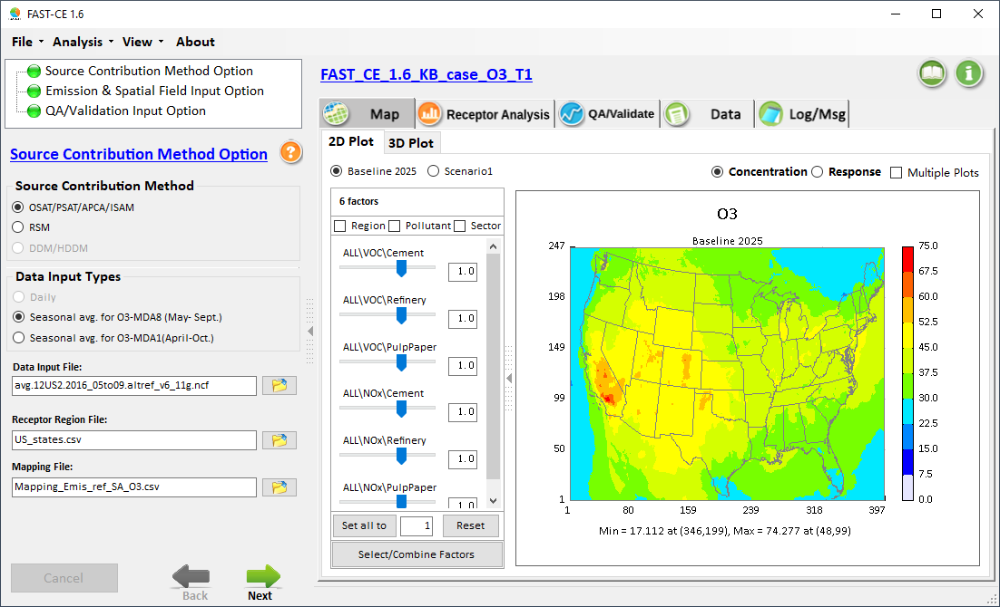 FAST-CE 1.6
File Analysis View About
Source Contribution Method Option
Emission & Spatial Field Input Option
QA/Validation Input Option
Source Contribution Method Option
?
Source Contribution Method
OSAT/PSAT/APCA/ISAM
RSM
DDM/HDDM
Data Input Types
Daily
Seasonal avg. for O3-MDA8 (May- Sept.)
Seasonal avg. for O3-MDA1(April-Oct.)
Data Input File:
avg.12US2.2016_05to09.altref_v6_11g.ncf
Receptor Region File:
US_states.csv
Mapping File:
Mapping_Emis_ref_SA_O3.csv
Cancel
Back
Next
FAST_CE_1.6_KB_case_O3_T1
i
Map Receptor Analysis QA/Validate Data Log/Msg
2D Plot 3D Plot
Baseline 2025 Scenario1
Concentration Response Multiple Plots
6 factors
Region Pollutant Sector
ALL\VOC\Cement
1.0
ALL\VOC\Refinery
1.0
ALL\VOC\PulpPaper
1.0
ALL\NOx\Cement
1.0
ALL\NOx\Refinery
1.0
ALL\NOx\PulpPaper
1.0
Set all to 1 Reset
Select/Combine Factors
O3
Baseline 2025
247
198
149
99
50
1
1 80 159 239 318 397
75.0
67.5
60.0
52.5
45.0
37.5
30.0
22.5
15.0
7.5
0.0
Min = 17.112 at (346,199), Max = 74.277 at (48,99)